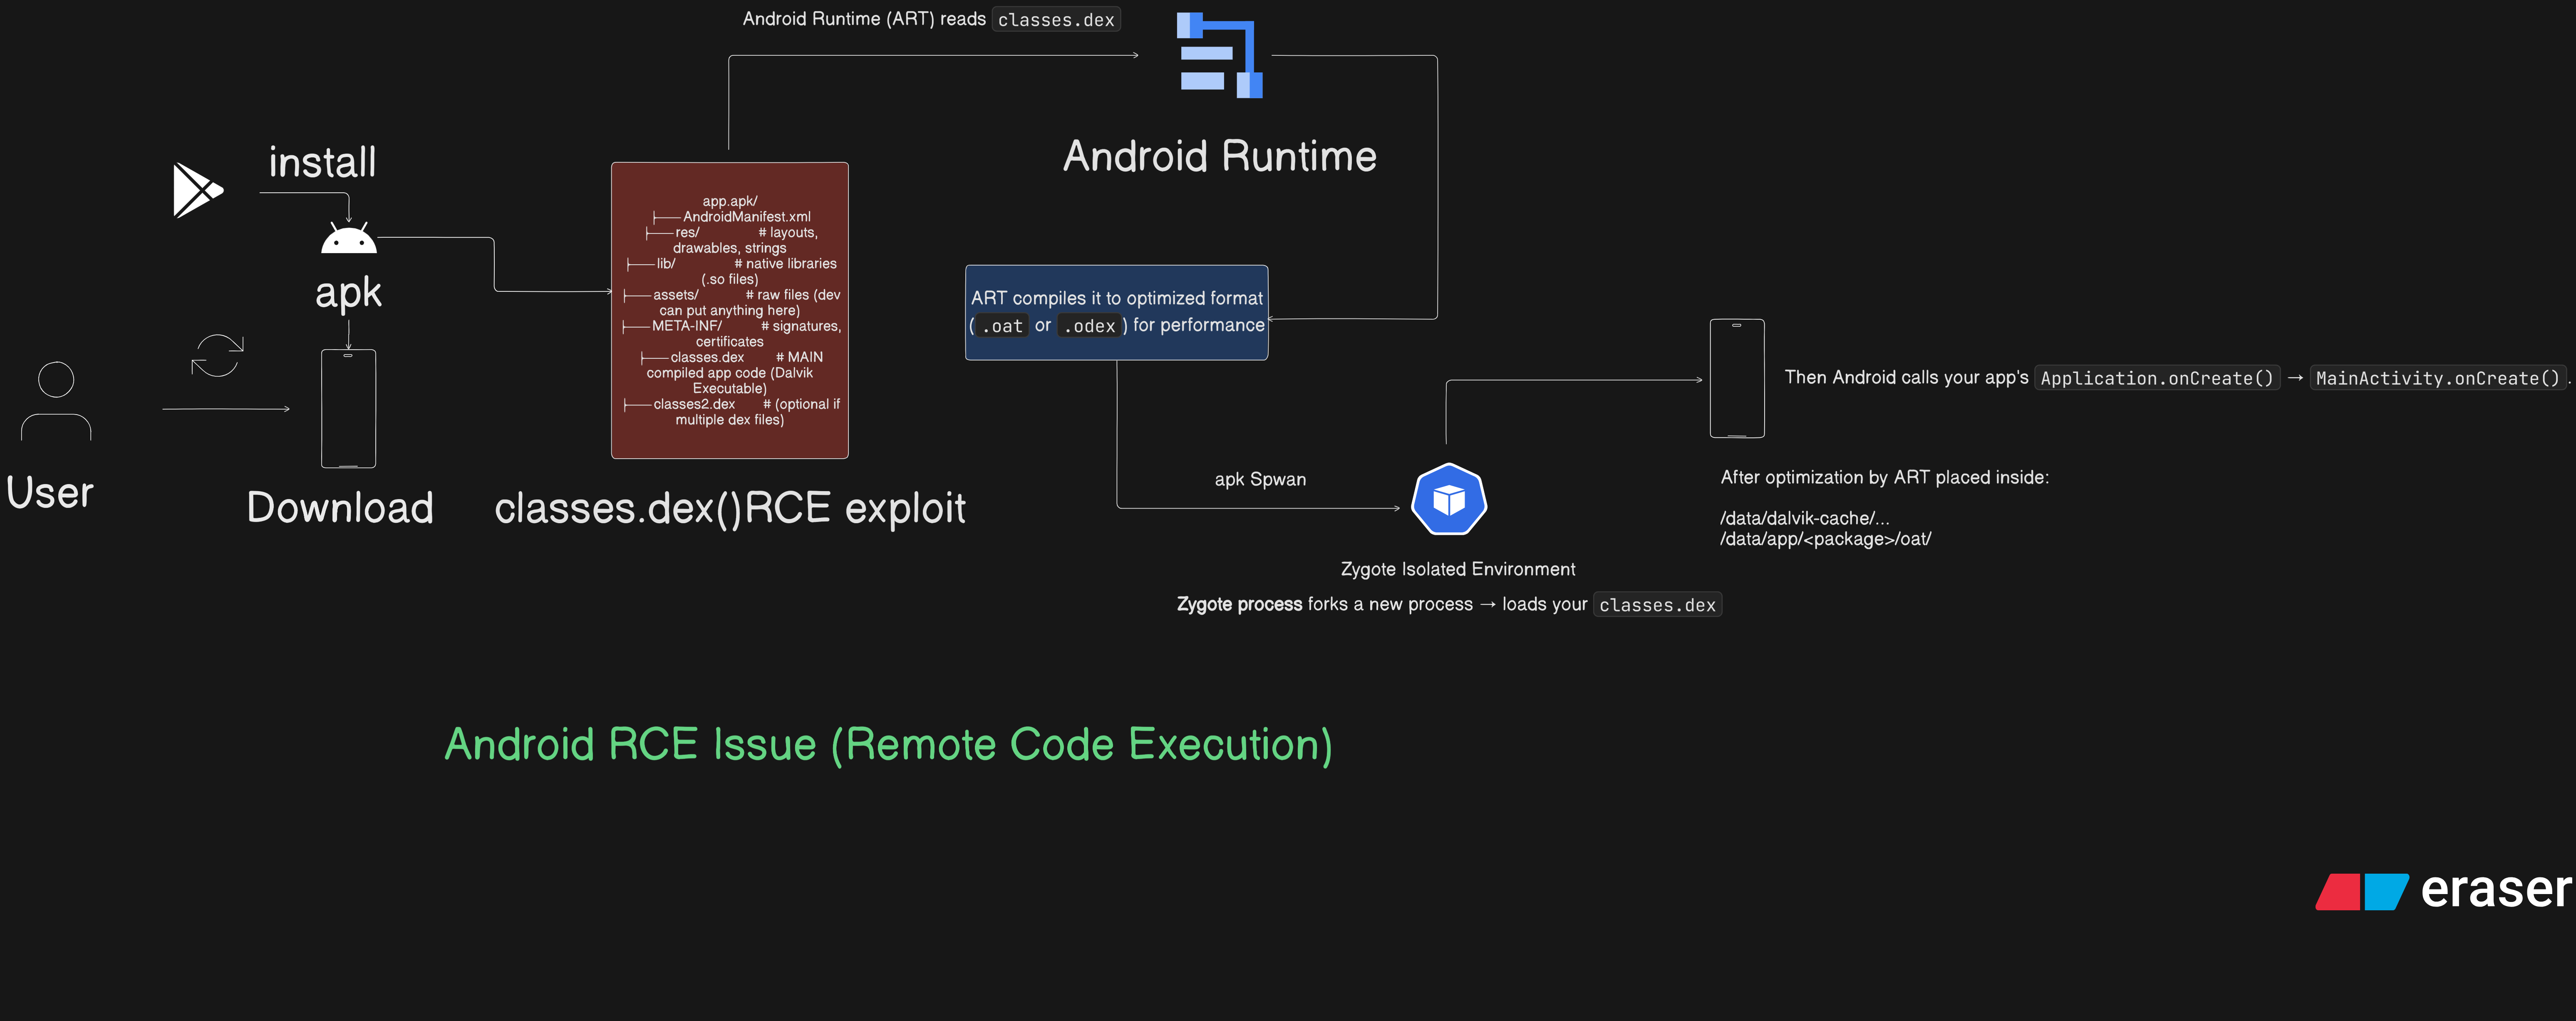 Android Runtime (ART) reads classes.dex
Android Runtime
install
apk
User
Download
app.apk/
├── AndroidManifest.xml
├── res/ # layouts,
drawables, strings
├── lib/ # native libraries
(.so files)
├── assets/ # raw files (dev
can put anything here)
├── META-INF/ # signatures,
certificates
├── classes.dex # MAIN
compiled app code (Dalvik
Executable)
├── classes2.dex # (optional if
multiple dex files)
classes.dex()RCE exploit
ART compiles it to optimized format
(.oat or .odex) for performance
apk Spwan
Zygote Isolated Environment
Zygote process forks a new process → loads your classes.dex
Then Android calls your app's Application.onCreate() → MainActivity.onCreate().
After optimization by ART placed inside:
/data/dalvik-cache/...
/data/app/<package>/oat/
Android RCE Issue (Remote Code Execution)
eraser